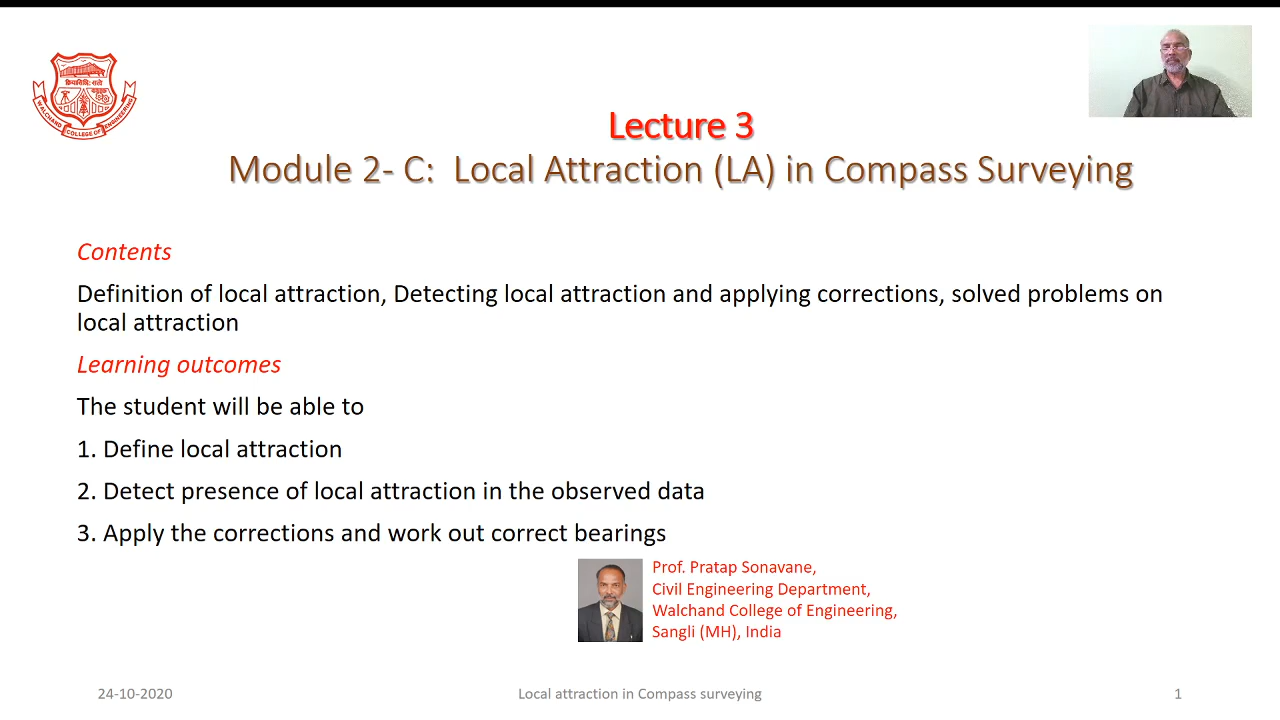 Lecture 3
Module 2- C:  Local Attraction (LA) in Compass Surveying
WALCHAND COLLEGE OF ENGINEERING
Contents
Definition of local attraction, Detecting local attraction and applying corrections, solved problems on
local attraction
Learning outcomes
The student will be able to
1. Define local attraction
2. Detect presence of local attraction in the observed data
3. Apply the corrections and work out correct bearings
Prof. Pratap Sonavane,
Civil Engineering Department,
Walchand College of Engineering,
Sangli (MH), India
24-10-2020
Local attraction in Compass surveying
1